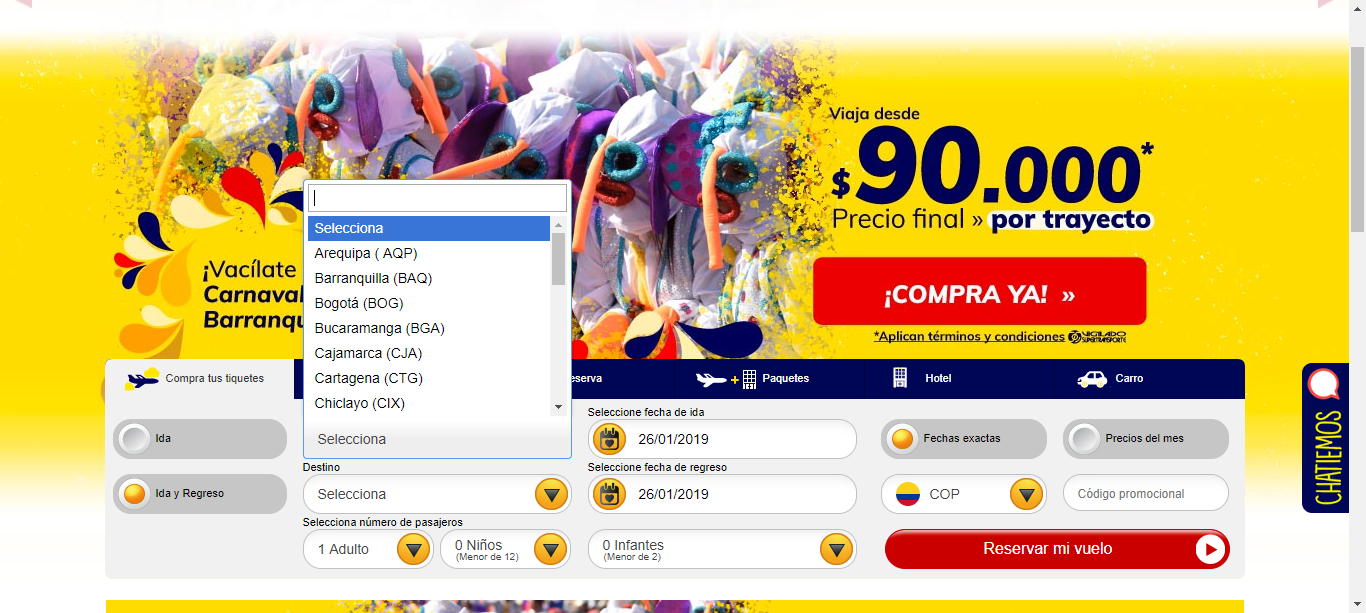 Viaja desde
$90.000*
Precio final » por trayecto
¡COMPRA YA! »
*Aplican términos y condiciones VIGILADO
SUPERTRANSPORTE
¡Vacílate
Carnaval
Barranqu
Selecciona
Arequipa ( AQP)
Barranquilla (BAQ)
Bogotá (BOG)
Bucaramanga (BGA)
Cajamarca (CJA)
Cartagena (CTG)
Chiclayo (CIX)
Selecciona
Compra tus tiquetes
eserva
Paquetes
Hotel
Carro
Ida
Ida y Regreso
Destino
Selecciona
Selecciona número de pasajeros
1 Adulto
0 Niños
(Menor de 12)
Seleccione fecha de ida
26/01/2019
Seleccione fecha de regreso
26/01/2019
0 Infantes
(Menor de 2)
Fechas exactas
Precios del mes
COP
Código promocional
Reservar mi vuelo
CHATIEMOS